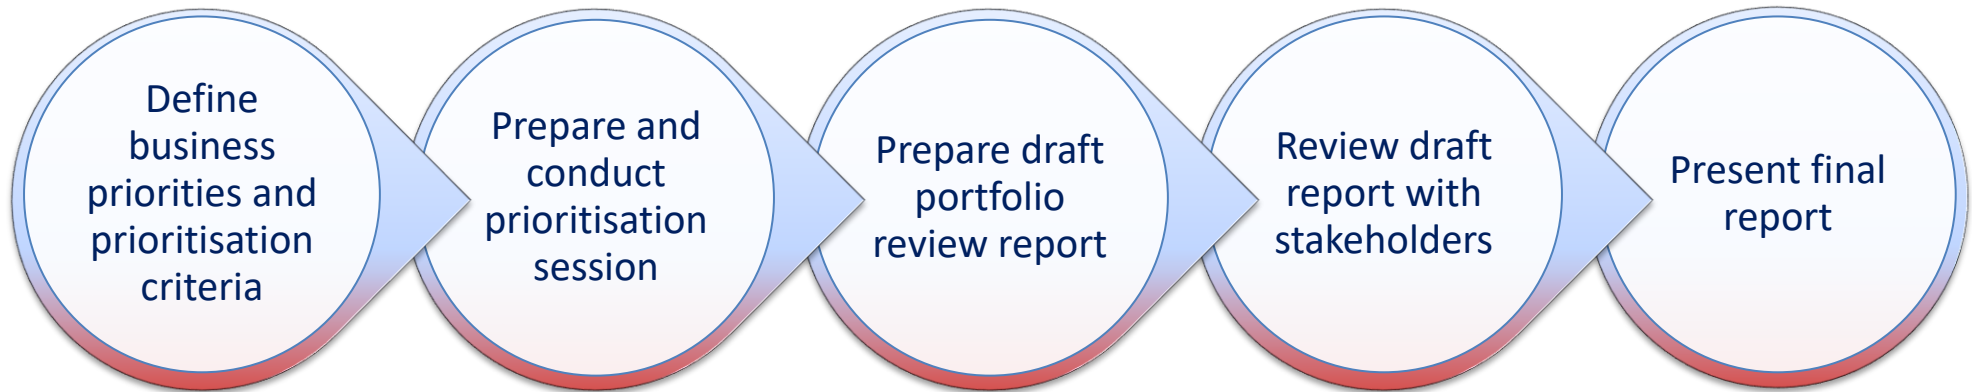 Define
business
priorities and
prioritisation
criteria
Prepare and
conduct
prioritisation
session
Prepare draft
portfolio
review report
Review draft
report with
stakeholders
Present final
report